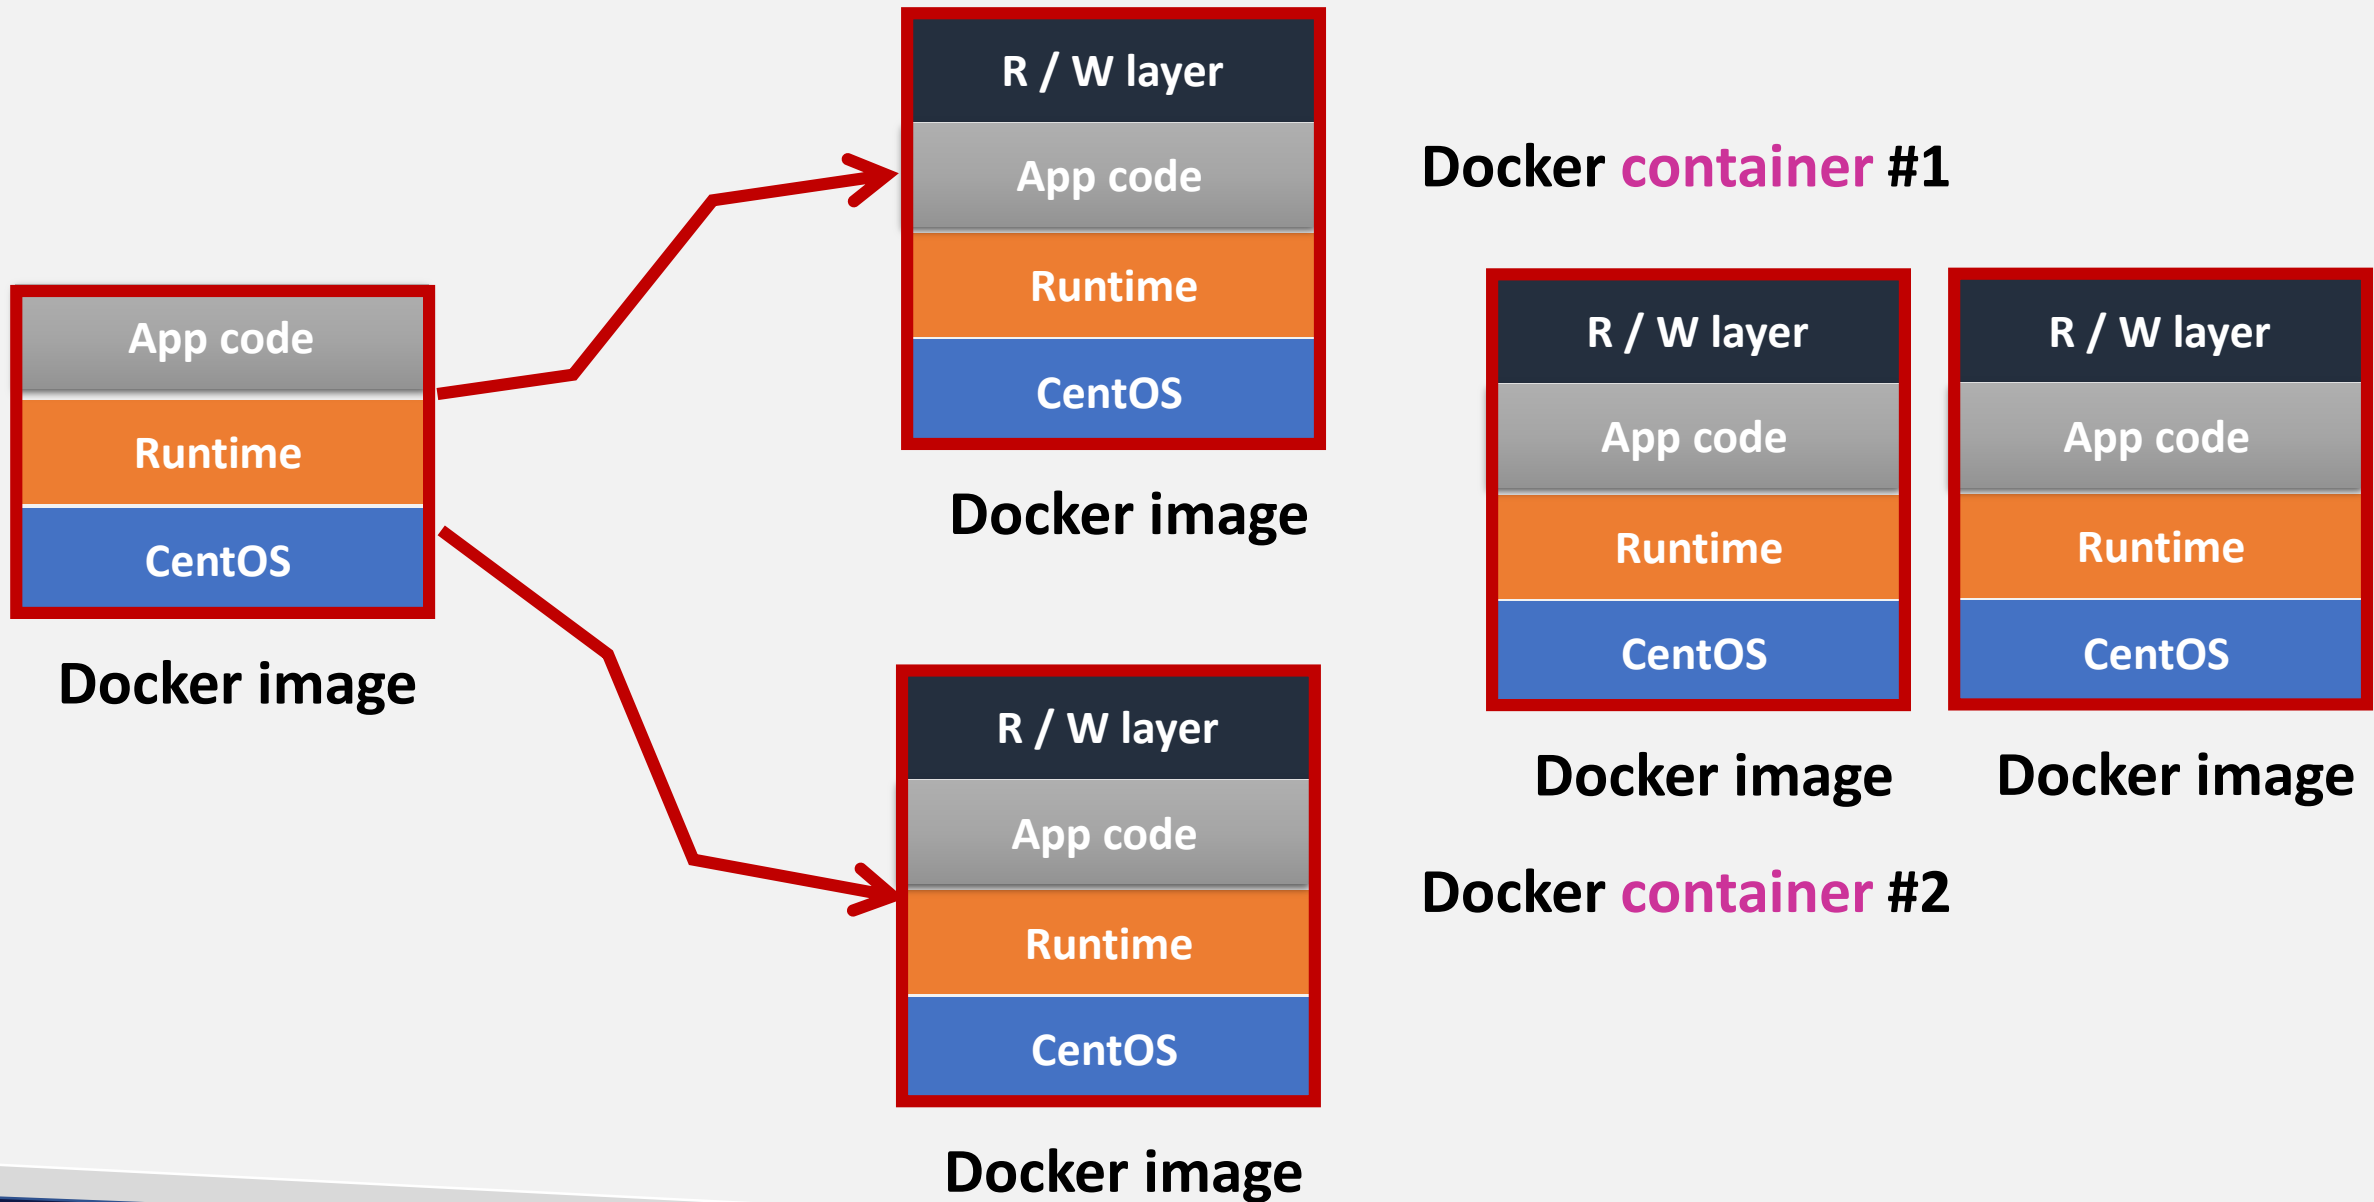 App code
Runtime
CentOS
Docker image
R / W layer
App code
Runtime
CentOS
Docker image
R / W layer
App code
Runtime
CentOS
Docker image
Docker container #1
R / W layer
App code
Runtime
CentOS
Docker image
R / W layer
App code
Runtime
CentOS
Docker image
Docker container #2